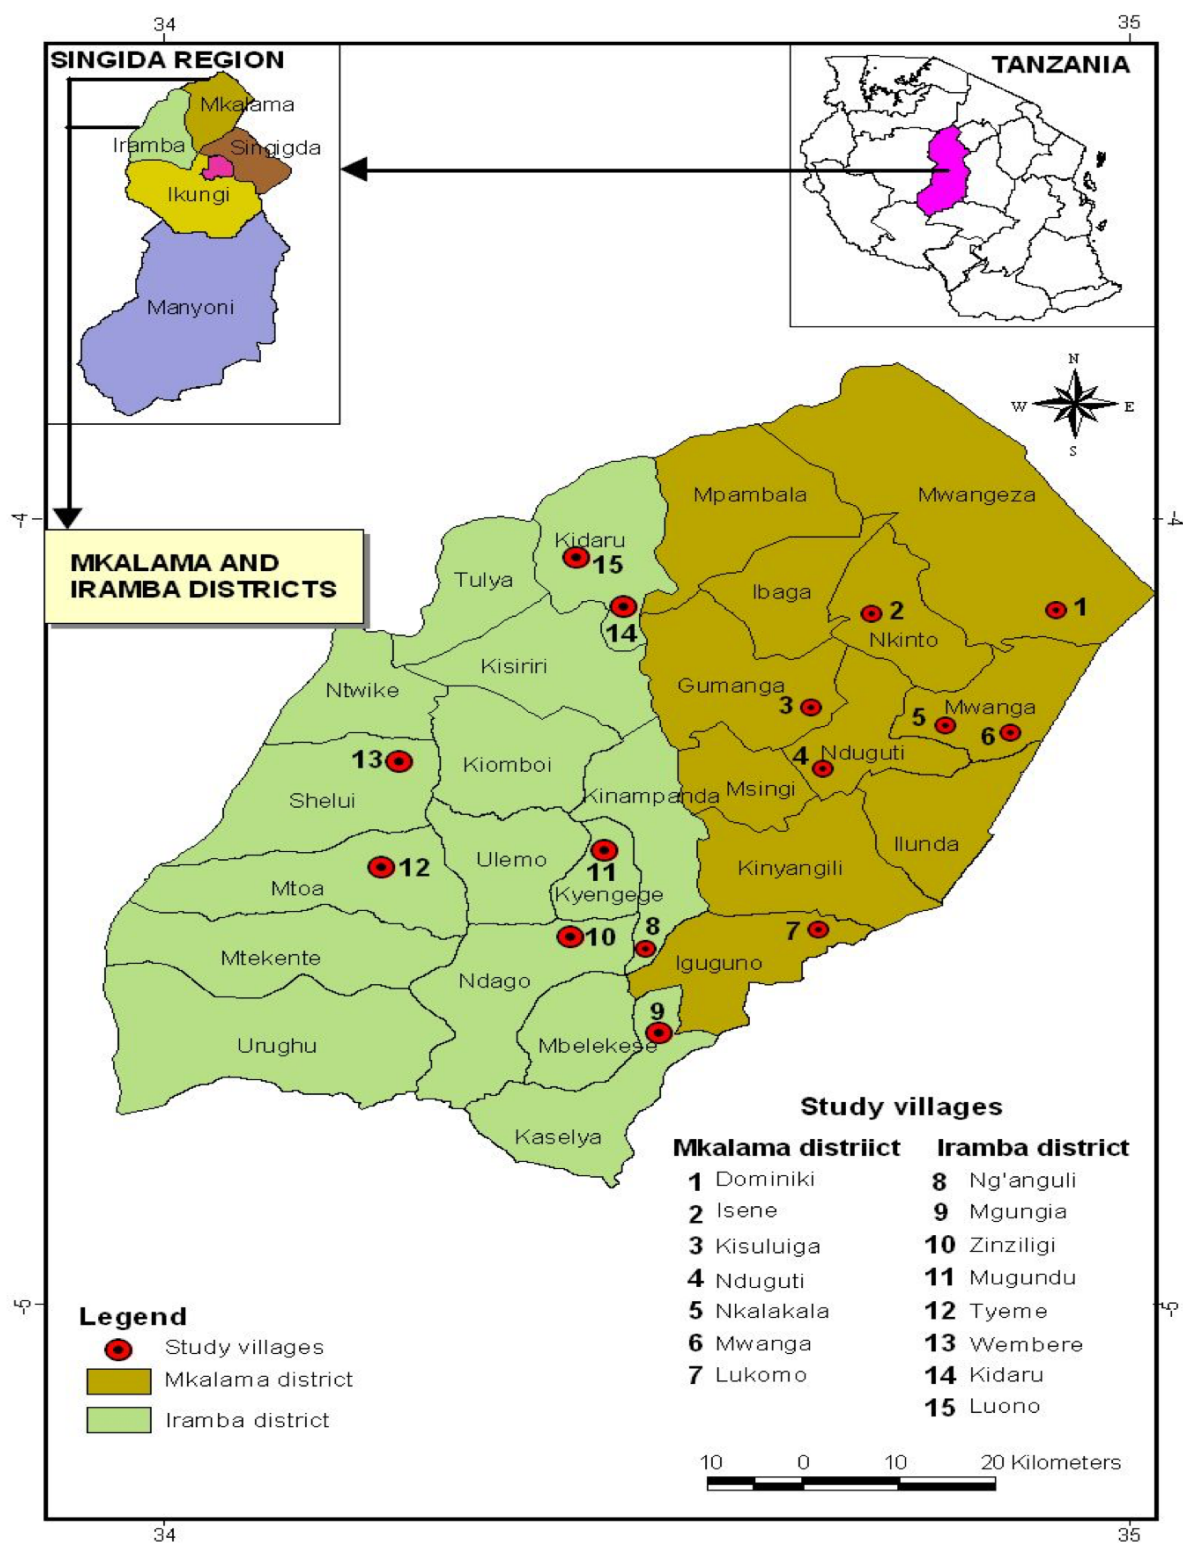 34
35
SINGIDA REGION
Mkalama
Iramba
Singigda
Ikungi
Manyoni
TANZANIA
N
W
E
S
-4
-4
MKALAMA AND
IRAMBA DISTRICTS
Mpambala
Mwangeza
Kidaru
15
Tulya
Ibaga
14
2
1
Nkinto
Kisiriri
Ntwike
Gumanga
3
5
Mwanga
6
13
Kiomboi
4
Nduguti
Shelui
Kinampanda
Msingi
Ulemo
11
12
Mtoa
Kyengege
Kinyangili
Ilunda
10
8
7
Mtekente
Ndago
Iguguno
9
Urughu
Mbelekese
Kaselya
Study villages
Mkalama distriict
1 Dominiki
2 Isene
3 Kisuluiga
4 Nduguti
5 Nkalakala
6 Mwanga
7 Lukomo
Iramba district
8 Ng'anguli
9 Mgungia
10 Zinziligi
11 Mugundu
12 Tyeme
13 Wembere
14 Kidaru
15 Luono
-5
-5
Legend
Study villages
Mkalama district
Iramba district
10 0 10 20 Kilometers
34
35